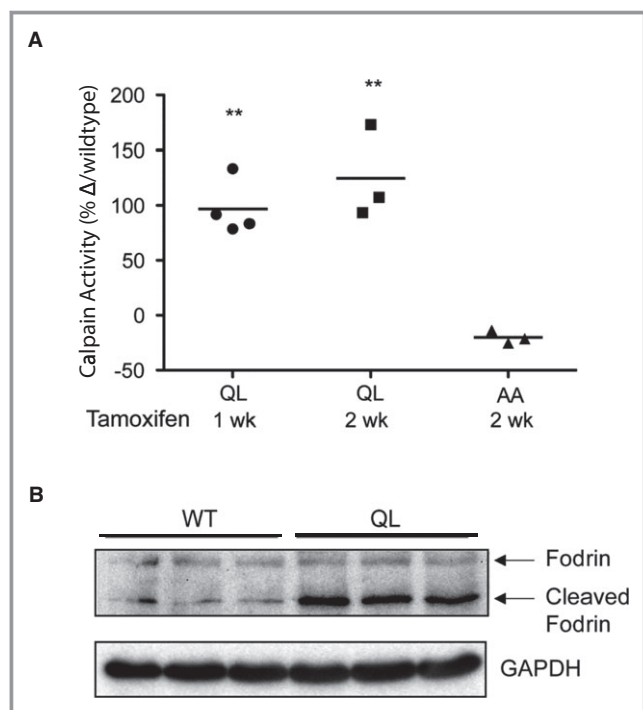 A
Calpain Activity (% Δ/wildtype)
200
150
100
50
0
-50
**
**
QL QL AA
Tamoxifen 1 wk 2 wk 2 wk
B
WT QL
Fodrin
Cleaved
Fodrin
GAPDH